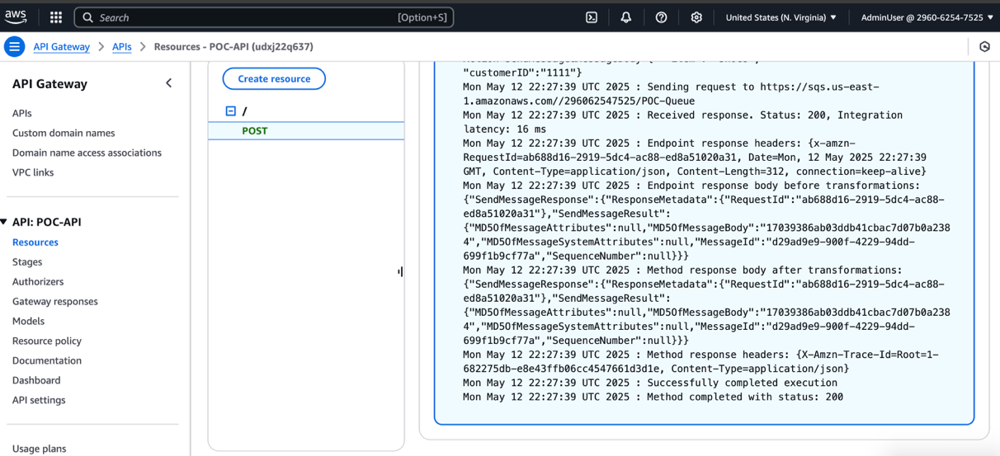 aws
Search
[Option+S]
United States (N. Virginia)
AdminUser @ 2960-6254-7525
API Gateway
APIs
Resources - POC-API (udxj22q637)
API Gateway
APIs
Custom domain names
Domain name access associations
VPC links
API: POC-API
Resources
Stages
Authorizers
Gateway responses
Models
Resource policy
Documentation
Dashboard
API settings
Usage plans
Create resource
/
POST
"customerID":"1111"}
Mon May 12 22:27:39 UTC 2025 : Sending request to https://sqs.us-east-
1.amazonaws.com//296062547525/POC-Queue
Mon May 12 22:27:39 UTC 2025 : Received response. Status: 200, Integration
latency: 16 ms
Mon May 12 22:27:39 UTC 2025 : Endpoint response headers: {x-amzn-
RequestId=ab688d16-2919-5dc4-ac88-ed8a51020a31, Date=Mon, 12 May 2025 22:27:39
GMT, Content-Type=application/json, Content-Length=312, connection=keep-alive}
Mon May 12 22:27:39 UTC 2025 : Endpoint response body before transformations:
{"SendMessageResponse":{"ResponseMetadata":{"RequestId":"ab688d16-2919-5dc4-ac88-
ed8a51020a31"},"SendMessageResult":
{"MD5OfMessageAttributes":null,"MD5OfMessageBody":"17039386ab03ddb41cbac7d07b0a238
4","MD5OfMessageSystemAttributes":null,"MessageId":"d29ad9e9-900f-4229-94dd-
699f1b9cf77a","SequenceNumber":null}}}
Mon May 12 22:27:39 UTC 2025 : Method response body after transformations:
{"SendMessageResponse":{"ResponseMetadata":{"RequestId":"ab688d16-2919-5dc4-ac88-
ed8a51020a31"},"SendMessageResult":
{"MD5OfMessageAttributes":null,"MD5OfMessageBody":"17039386ab03ddb41cbac7d07b0a238
4","MD5OfMessageSystemAttributes":null,"MessageId":"d29ad9e9-900f-4229-94dd-
699f1b9cf77a","SequenceNumber":null}}}
Mon May 12 22:27:39 UTC 2025 : Method response headers: {X-Amzn-Trace-Id=Root=1-
682275db-e8e43ffb06cc4547661d3d1e, Content-Type=application/json}
Mon May 12 22:27:39 UTC 2025 : Successfully completed execution
Mon May 12 22:27:39 UTC 2025 : Method completed with status: 200